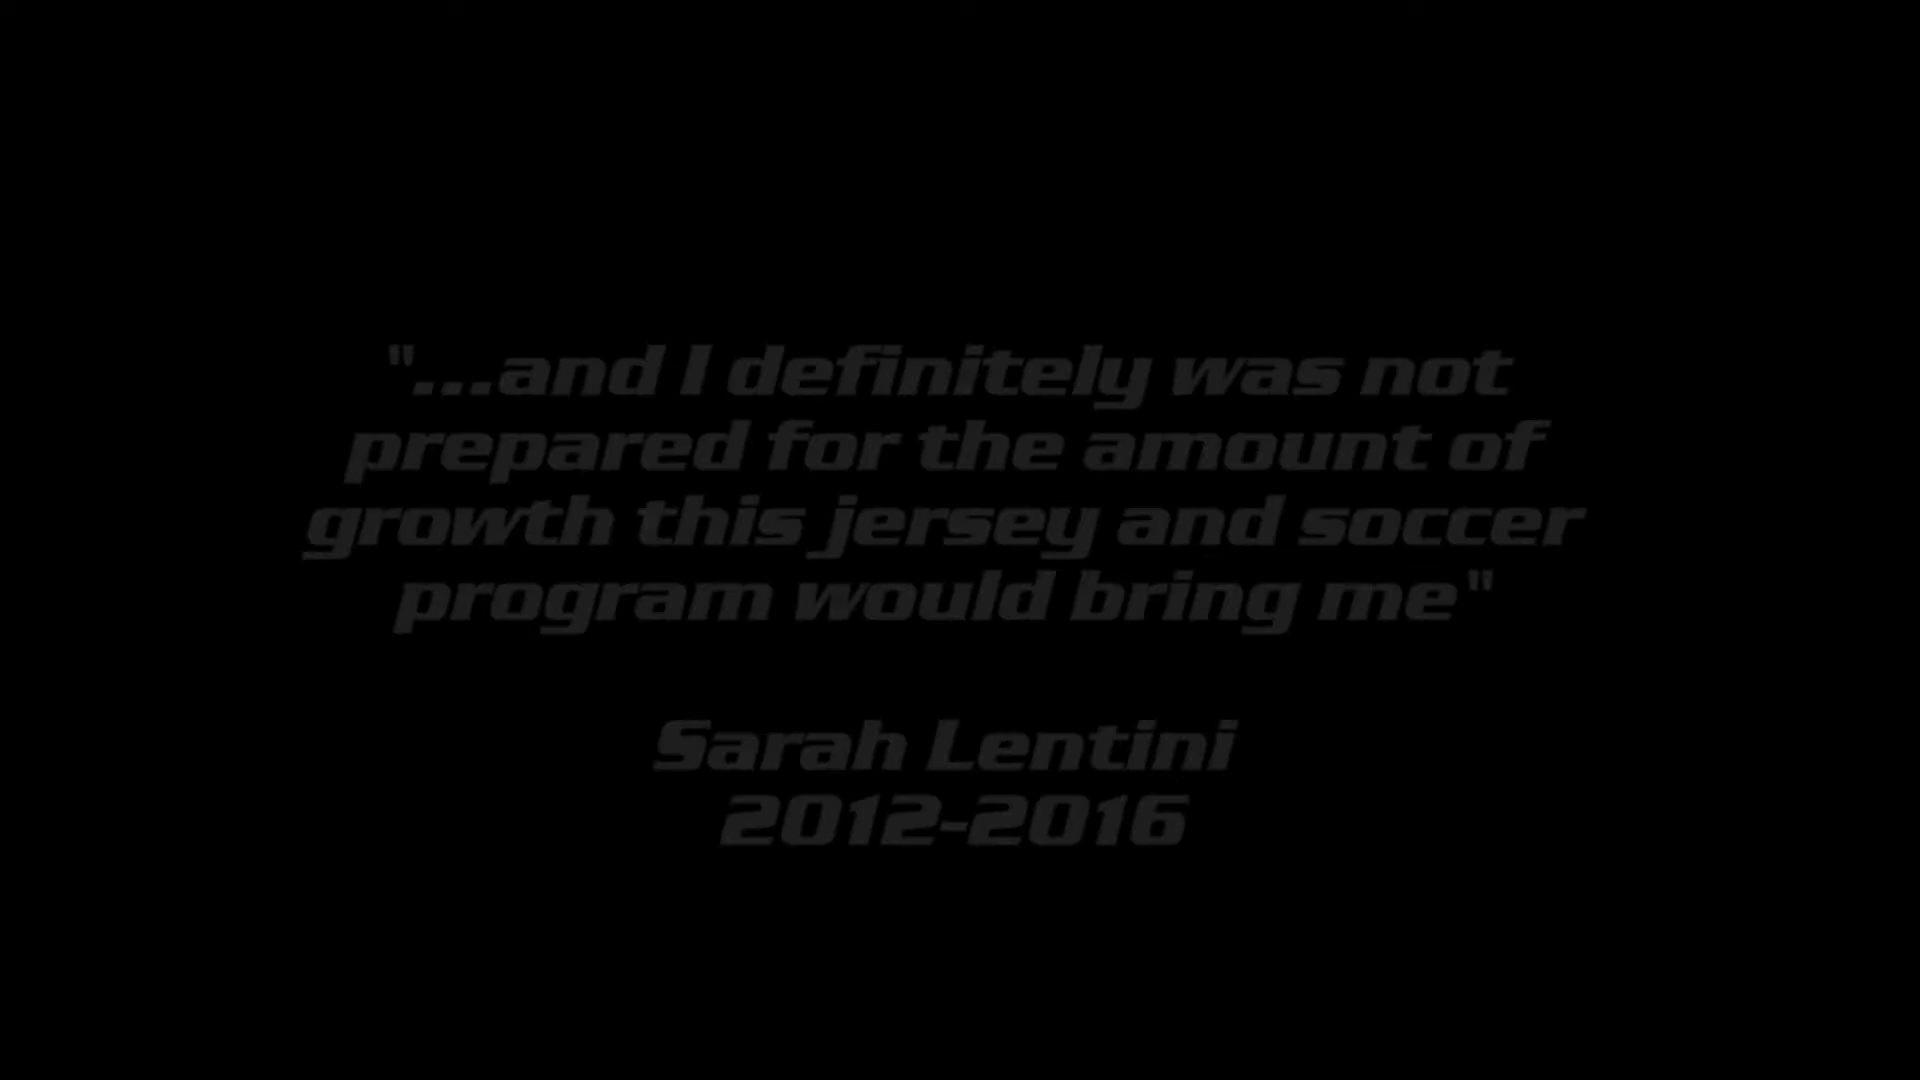 "...and I definitely was not
prepared for the amount of
growth this jersey and soccer
program would bring me"
Sarah Lentini
2012-2016